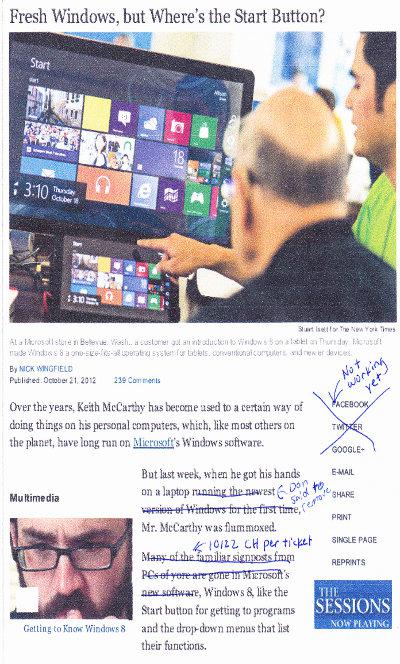 Fresh Windows, but Where's the Start Button?
Start
18
3:10 Thursday
October 18
Start
3:10
Stuart Isett for The New York Times
At a Microsoft store in Bellevue, Wash., a customer got an introduction to Windows 8 on a tablet on Thursday. Microsoft
made Windows 8 a one-size-fits-all operating system for tablets, conventional computers, and newer devices.
By NICK WINGFIELD
Published: October 21, 2012
239 Comments
Not
working
yet
Over the years, Keith McCarthy has become used to a certain way of
doing things on his personal computers, which, like most others on
the planet, have long run on Microsoft's Windows software.
FACEBOOK
TWITTER
GOOGLE+
E-MAIL
SHARE
PRINT
SINGLE PAGE
REPRINTS
But last week, when he got his hands
on a laptop running the newest
version of Windows for the first time,
Mr. McCarthy was flummoxed.
Don
said to
remove
10/22 CH per ticket
Many of the familiar signposts from
PCs of yore are gone in Microsoft's
new software, Windows 8, like the
Start button for getting to programs
and the drop-down menus that list
their functions.
Multimedia
Getting to Know Windows 8
THE
SESSIONS
NOW PLAYING